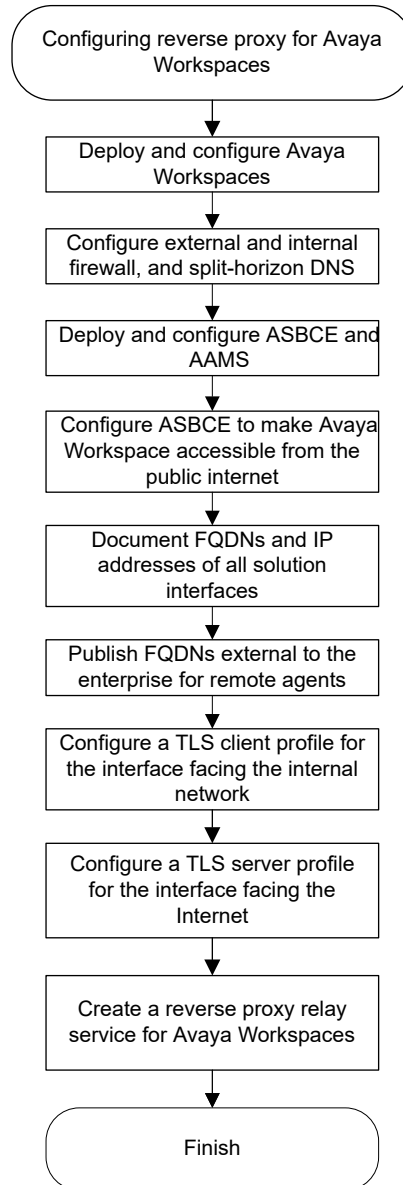 Configuring reverse proxy for Avaya
Workspaces
Deploy and configure Avaya
Workspaces
Configure external and internal
firewall, and split-horizon DNS
Deploy and configure ASBCE and
AAMS
Configure ASBCE to make Avaya
Workspace accessible from the
public internet
Document FQDNs and IP
addresses of all solution
interfaces
Publish FQDNs external to the
enterprise for remote agents
Configure a TLS client profile for
the interface facing the internal
network
Configure a TLS server profile
for the interface facing the
Internet
Create a reverse proxy relay
service for Avaya Workspaces
Finish